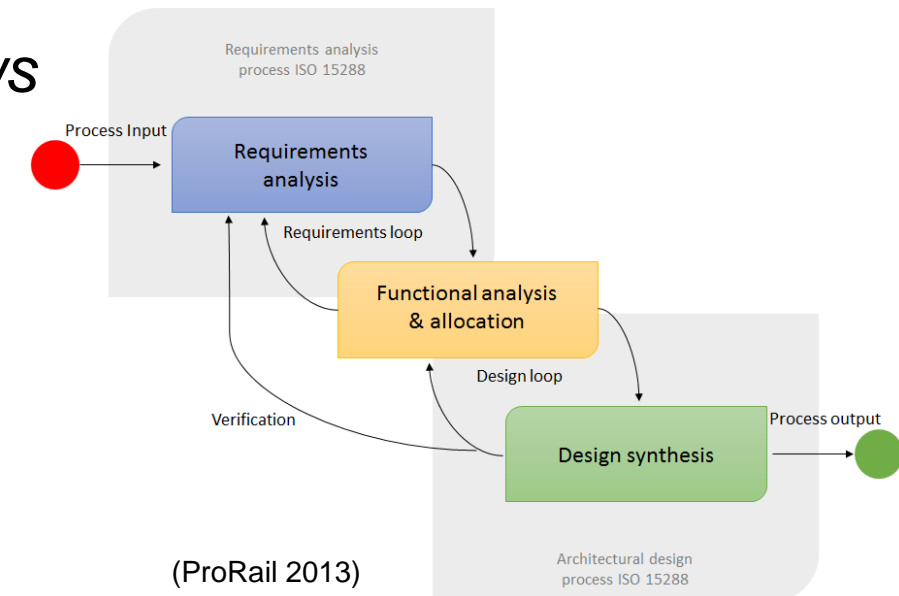 Requirements analysis
process ISO 15288
Process Input
Requirements
analysis
Requirements loop
Functional analysis
& allocation
Design loop
Verification
Process output
Design synthesis
Architectural design
process ISO 15288
(ProRail 2013)